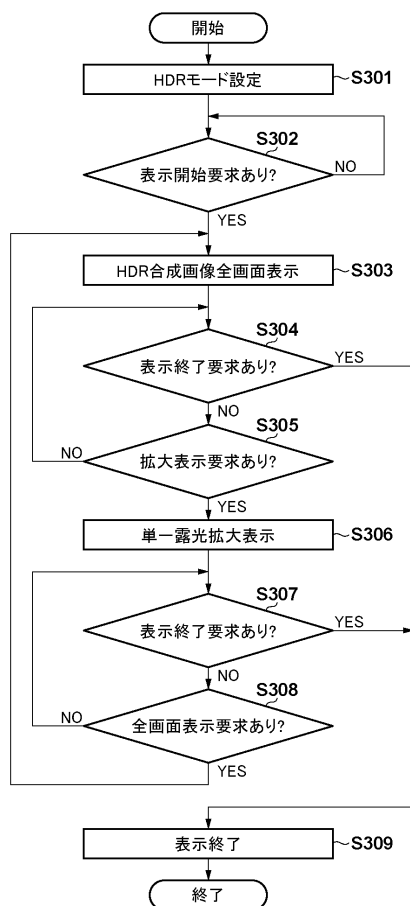 開始
HDRモード設定
S301
S302
表示開始要求あり?
NO
YES
HDR合成画像全画面表示
S303
S304
表示終了要求あり?
YES
NO
S305
拡大表示要求あり?
NO
YES
単一露光拡大表示
S306
S307
表示終了要求あり?
YES
NO
S308
全画面表示要求あり?
NO
YES
表示終了
S309
終了